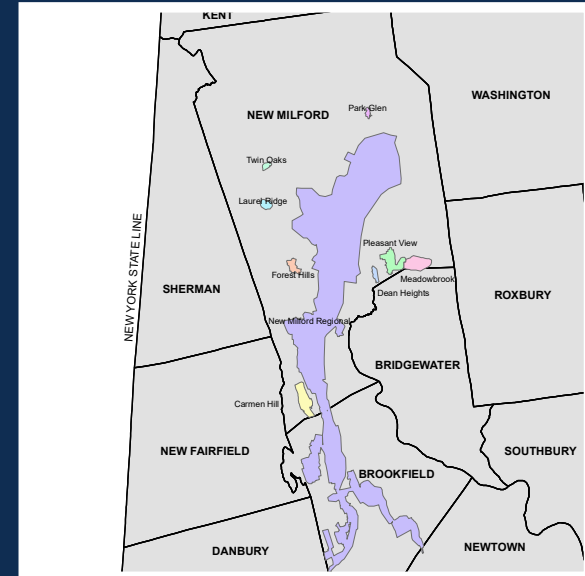 KENT
WASHINGTON
Park Glen
NEW MILFORD
Twin Oaks
Laurel Ridge
NEW YORK STATE LINE
Pleasant View
Forest Hills
Meadowbrook
SHERMAN
Dean Heights
ROXBURY
New Milford Regional
BRIDGEWATER
Carmen Hill
NEW FAIRFIELD
SOUTHBURY
BROOKFIELD
DANBURY
NEWTOWN